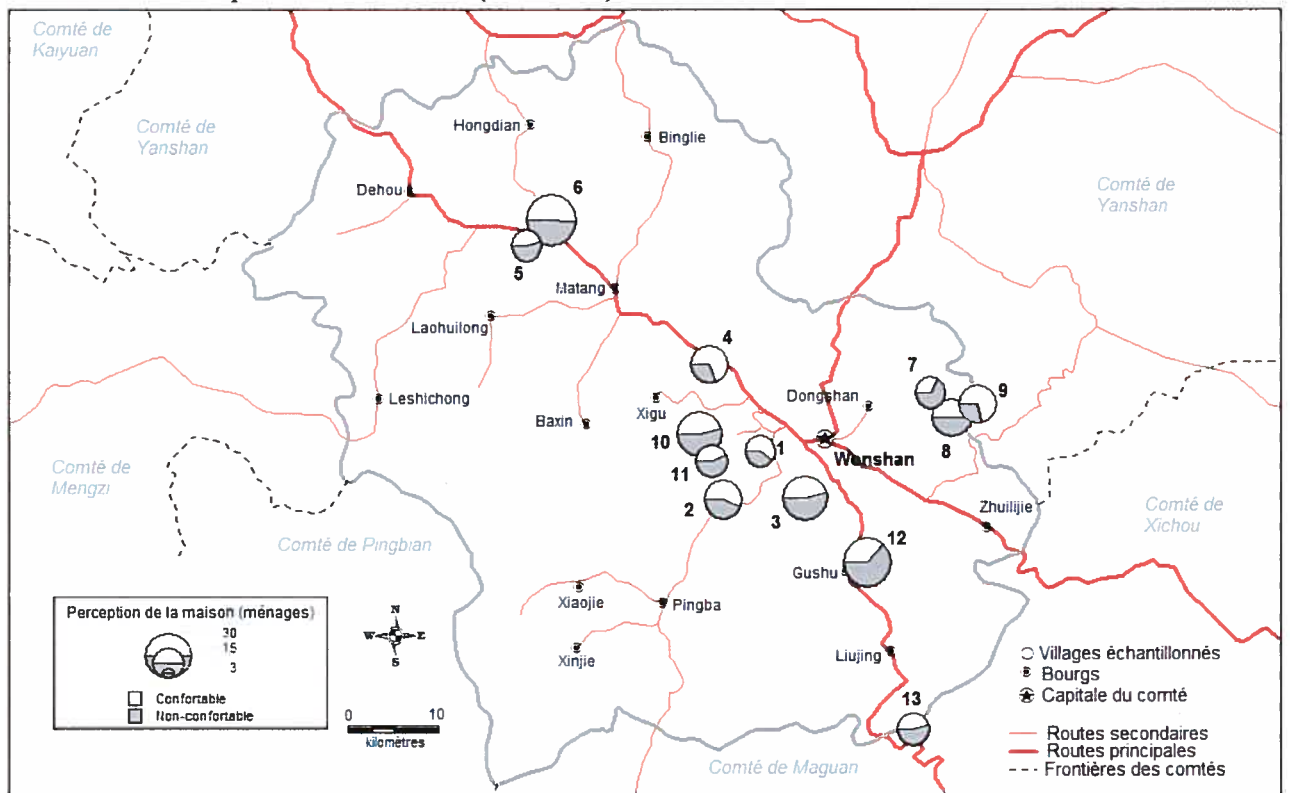 Comté de
Kaiyuan
Comté de
Yanshan
Hongdian
Binglie
Dehou
6
5
Comté de
Yanshan
Matang
Laohuilong
4
Leshichong
Baxin
Xigu
Dongshan
7
9
8
10
11
1
Wenshan
2
3
Comté de
Mengzi
Comté de Pingbian
Zhuilijie
Comté de
Xichou
12
Gushu
Xiaojie
Pingba
Xinjie
Liujing
13
Comté de Maguan
Perception de la maison (ménages)
30
15
3
Confortable
Non-confortable
N
W E
S
0 10
kilomètres
Villages échantillonnés
Bourgs
Capitale du comté
Routes secondaires
Routes principales
Frontières des comtés